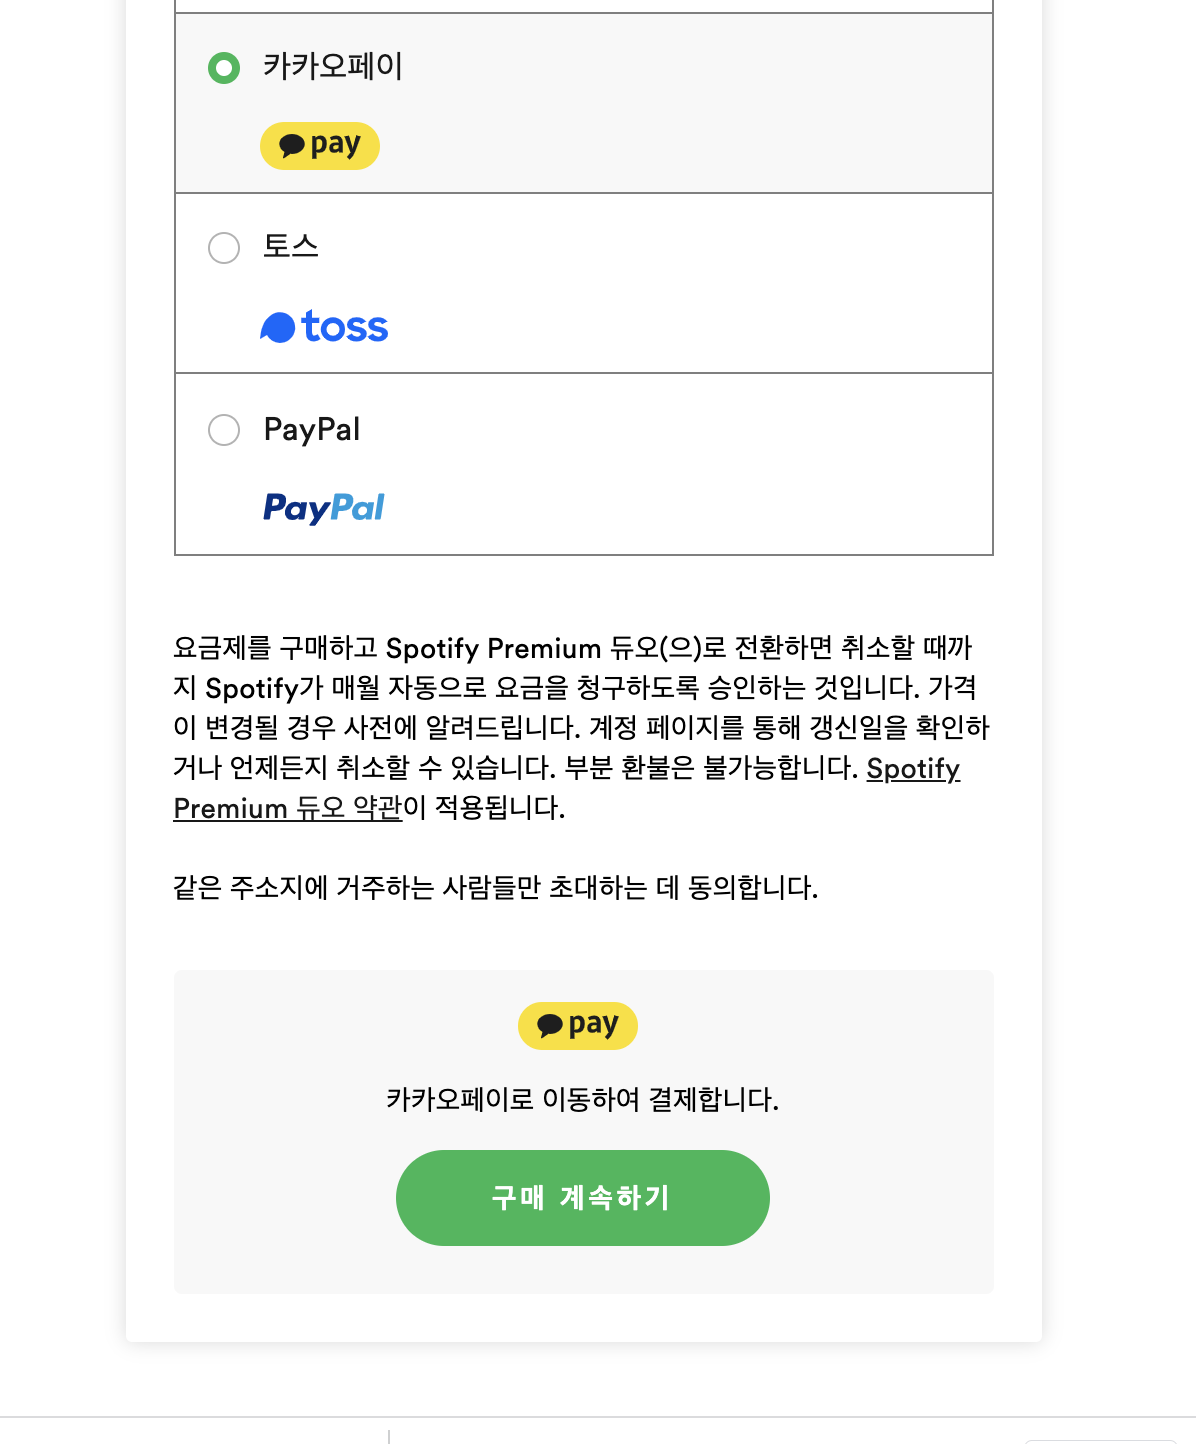 카카오페이
pay
토스
toss
PayPal
PayPal
요금제를 구매하고 Spotify Premium 듀오(으)로 전환하면 취소할 때까
지 Spotify가 매월 자동으로 요금을 청구하도록 승인하는 것입니다. 가격
이 변경될 경우 사전에 알려드립니다. 계정 페이지를 통해 갱신일을 확인하
거나 언제든지 취소할 수 있습니다. 부분 환불은 불가능합니다. Spotify
Premium 듀오 약관이 적용됩니다.
같은 주소지에 거주하는 사람들만 초대하는 데 동의합니다.
pay
카카오페이로 이동하여 결제합니다.
구매 계속하기